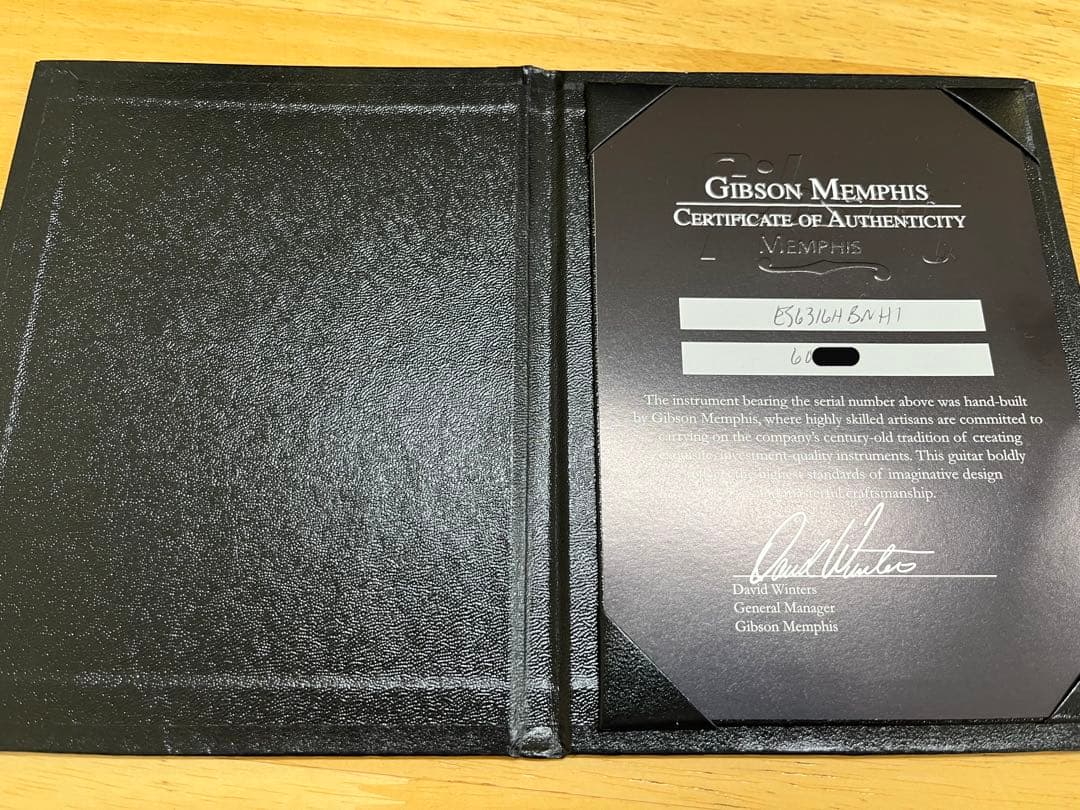 GIBSON MEMPHIS
CERTIFICATE OF AUTHENTICITY
MEMPHIS
ES6316HBNH1
60
The instrument bearing the serial number above was hand-built
by Gibson Memphis, where highly skilled artisans are committed to
carrying on the company's century-old tradition of creating
exquisite, investment-quality instruments. This guitar boldly
the highest standards of imaginative design
and masterful craftsmanship.
David Winters
David Winters
General Manager
Gibson Memphis